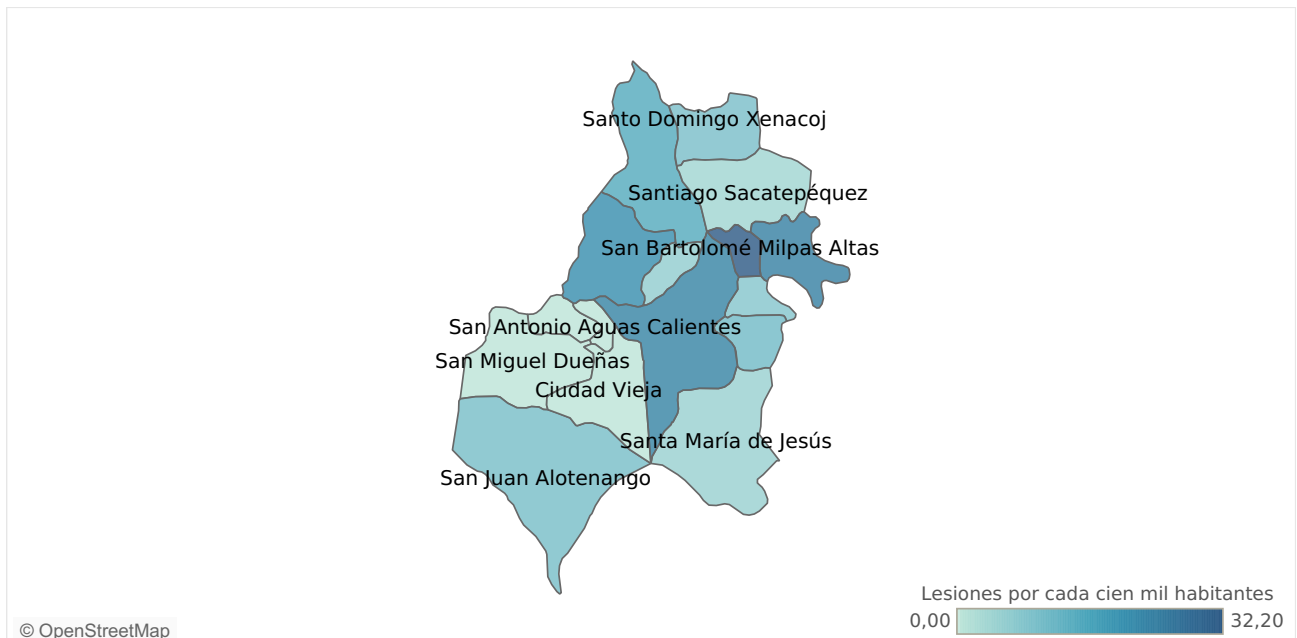 Santo Domingo Xenacoj
Santiago Sacatepéquez
San Bartolomé Milpas Altas
San Antonio Aguas Calientes
San Miguel Dueñas
Ciudad Vieja
Santa María de Jesús
San Juan Alotenango
Lesiones por cada cien mil habitantes
0,00 32,20
© OpenStreetMap